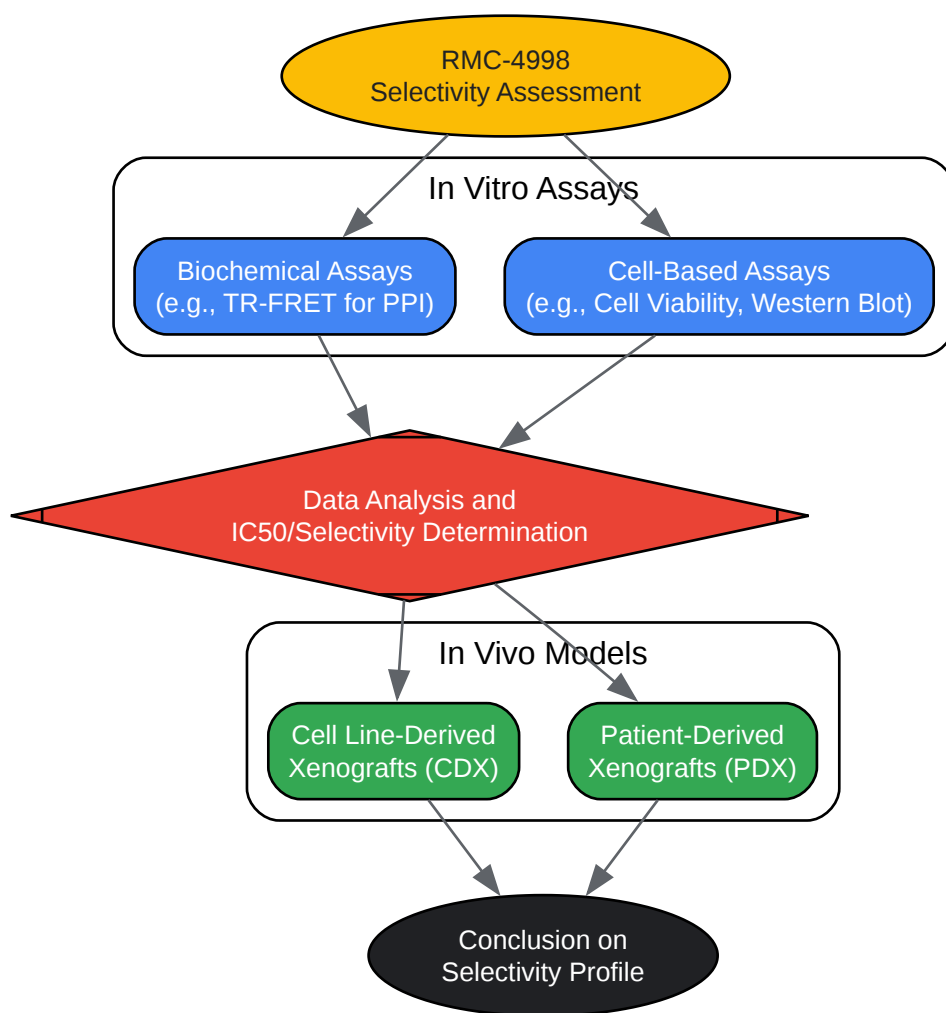 RMC-4998
Selectivity Assessment
In Vitro Assays
Biochemical Assays
(e.g., TR-FRET for PPI)
Cell-Based Assays
(e.g., Cell Viability, Western Blot)
Data Analysis and
IC50/Selectivity Determination
In Vivo Models
Cell Line-Derived
Xenografts (CDX)
Patient-Derived
Xenografts (PDX)
Conclusion on
Selectivity Profile